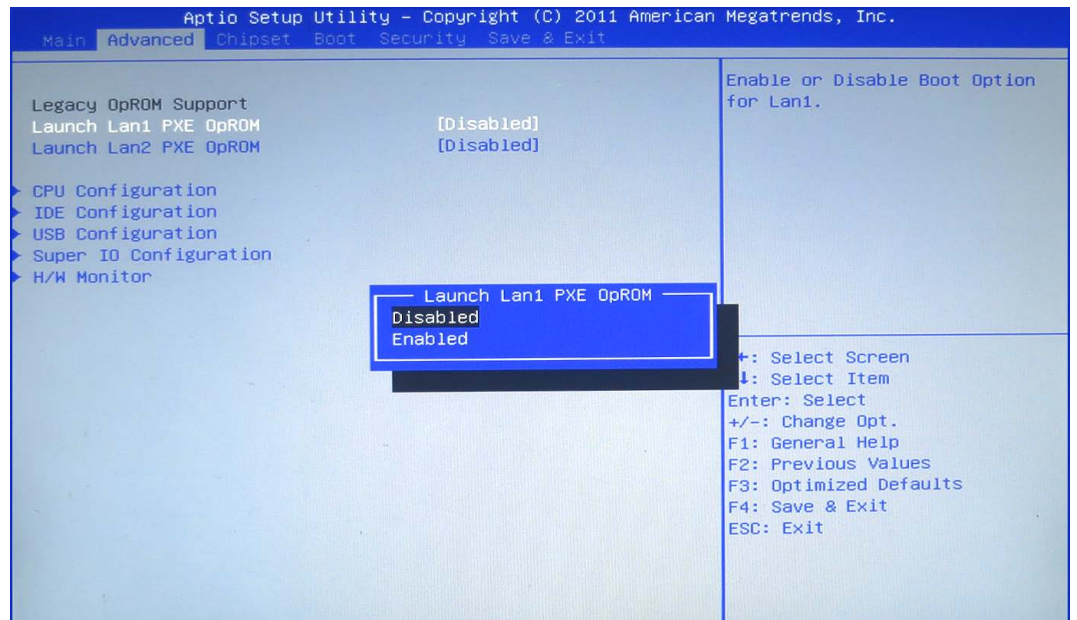 Aptio Setup Utility – Copyright (C) 2011 American Megatrends, Inc.
Main Advanced Chipset Boot Security Save & Exit
Legacy OpROM Support
Launch Lan1 PXE OpROM [Disabled]
Launch Lan2 PXE OpROM [Disabled]
CPU Configuration
IDE Configuration
USB Configuration
Super IO Configuration
H/W Monitor
Launch Lan1 PXE OpROM
Disabled
Enabled
Enable or Disable Boot Option
for Lan1.
: Select Screen
: Select Item
Enter: Select
+/-: Change Opt.
F1: General Help
F2: Previous Values
F3: Optimized Defaults
F4: Save & Exit
ESC: Exit